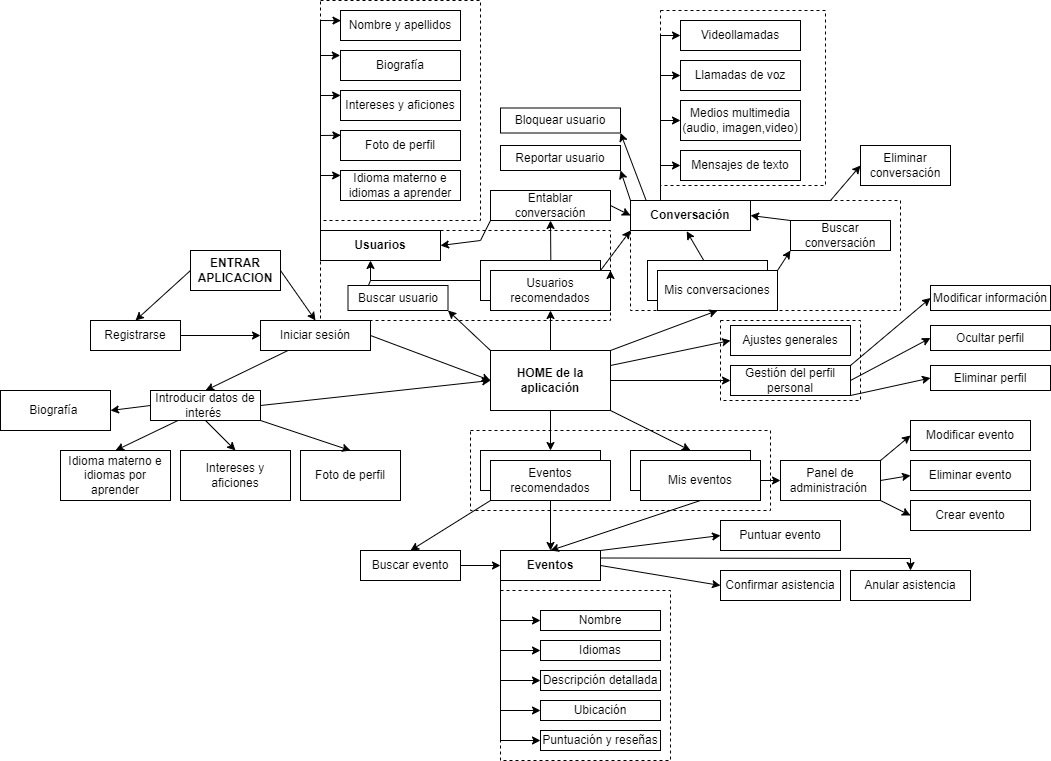 Nombre y apellidos
Biografía
Intereses y aficiones
Foto de perfil
Idioma materno e
idiomas a aprender
Usuarios
Videollamadas
Llamadas de voz
Medios multimedia
(audio, imagen,video)
Mensajes de texto
Bloquear usuario
Reportar usuario
Entablar
conversación
Conversación
Eliminar
conversación
Buscar
conversación
Mis conversaciones
Usuarios
recomendados
Buscar usuario
ENTRAR
APLICACION
Registrarse
Iniciar sesión
Introducir datos de
interés
Biografía
Idioma materno e
idiomas por
aprender
Intereses y
aficiones
Foto de perfil
HOME de la
aplicación
Ajustes generales
Gestión del perfil
personal
Modificar información
Ocultar perfil
Eliminar perfil
Eventos
recomendados
Mis eventos
Panel de
administración
Modificar evento
Eliminar evento
Crear evento
Buscar evento
Eventos
Puntuar evento
Confirmar asistencia
Anular asistencia
Nombre
Idiomas
Descripción detallada
Ubicación
Puntuación y reseñas